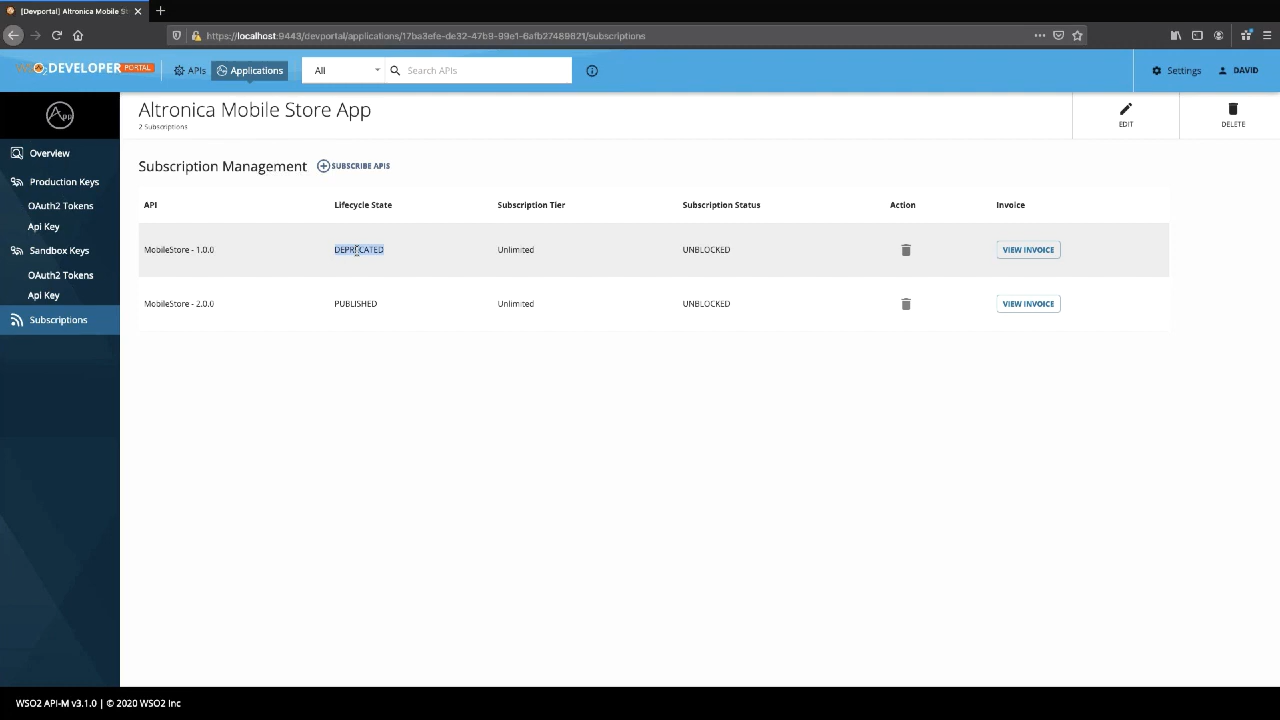 [Devportal] Altronica Mobile St
https://localhost:9443/devportal/applications/17ba3efe-de32-47b9-99e1-6afb27489821/subscriptions
DEVELOPER PORTAL
APIs
Applications
All
Search APIs
Settings
DAVID
App
Altronica Mobile Store App
2 Subscriptions
EDIT
DELETE
Overview
Production Keys
OAuth2 Tokens
Api Key
Sandbox Keys
OAuth2 Tokens
Api Key
Subscriptions
Subscription Management
SUBSCRIBE APIS
API Lifecycle State Subscription Tier Subscription Status Action Invoice
MobileStore - 1.0.0 DEPRECATED Unlimited UNBLOCKED VIEW INVOICE
MobileStore - 2.0.0 PUBLISHED Unlimited UNBLOCKED VIEW INVOICE
WSO2 API-M v3.1.0 | © 2020 WSO2 Inc